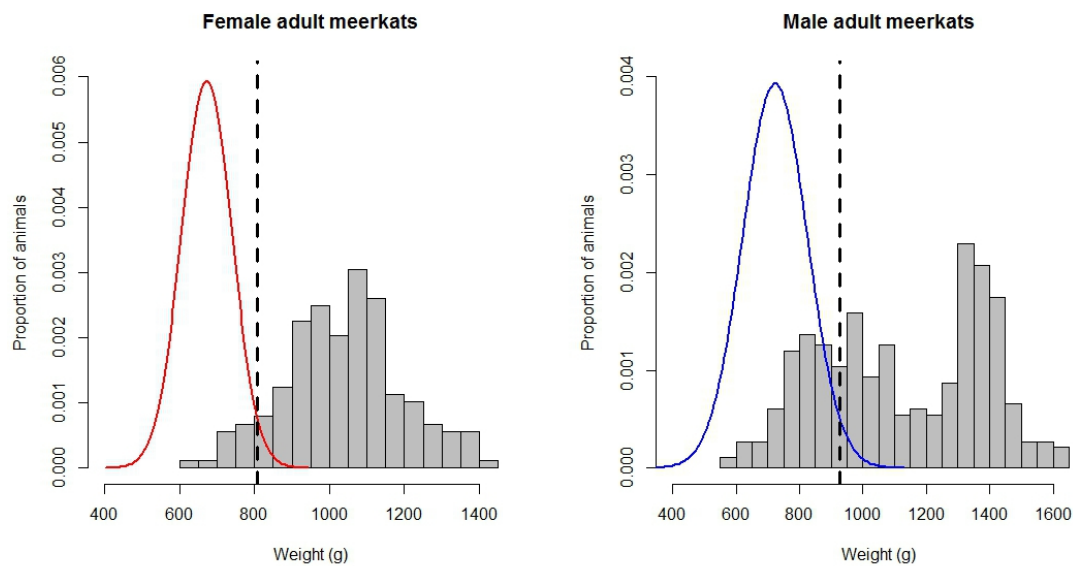 Female adult meerkats
Proportion of animals
0.000 0.001 0.002 0.003 0.004 0.005 0.006
400 600 800 1000 1200 1400
Weight (g)
Male adult meerkats
Proportion of animals
0.000 0.001 0.002 0.003 0.004
400 600 800 1000 1200 1400 1600
Weight (g)